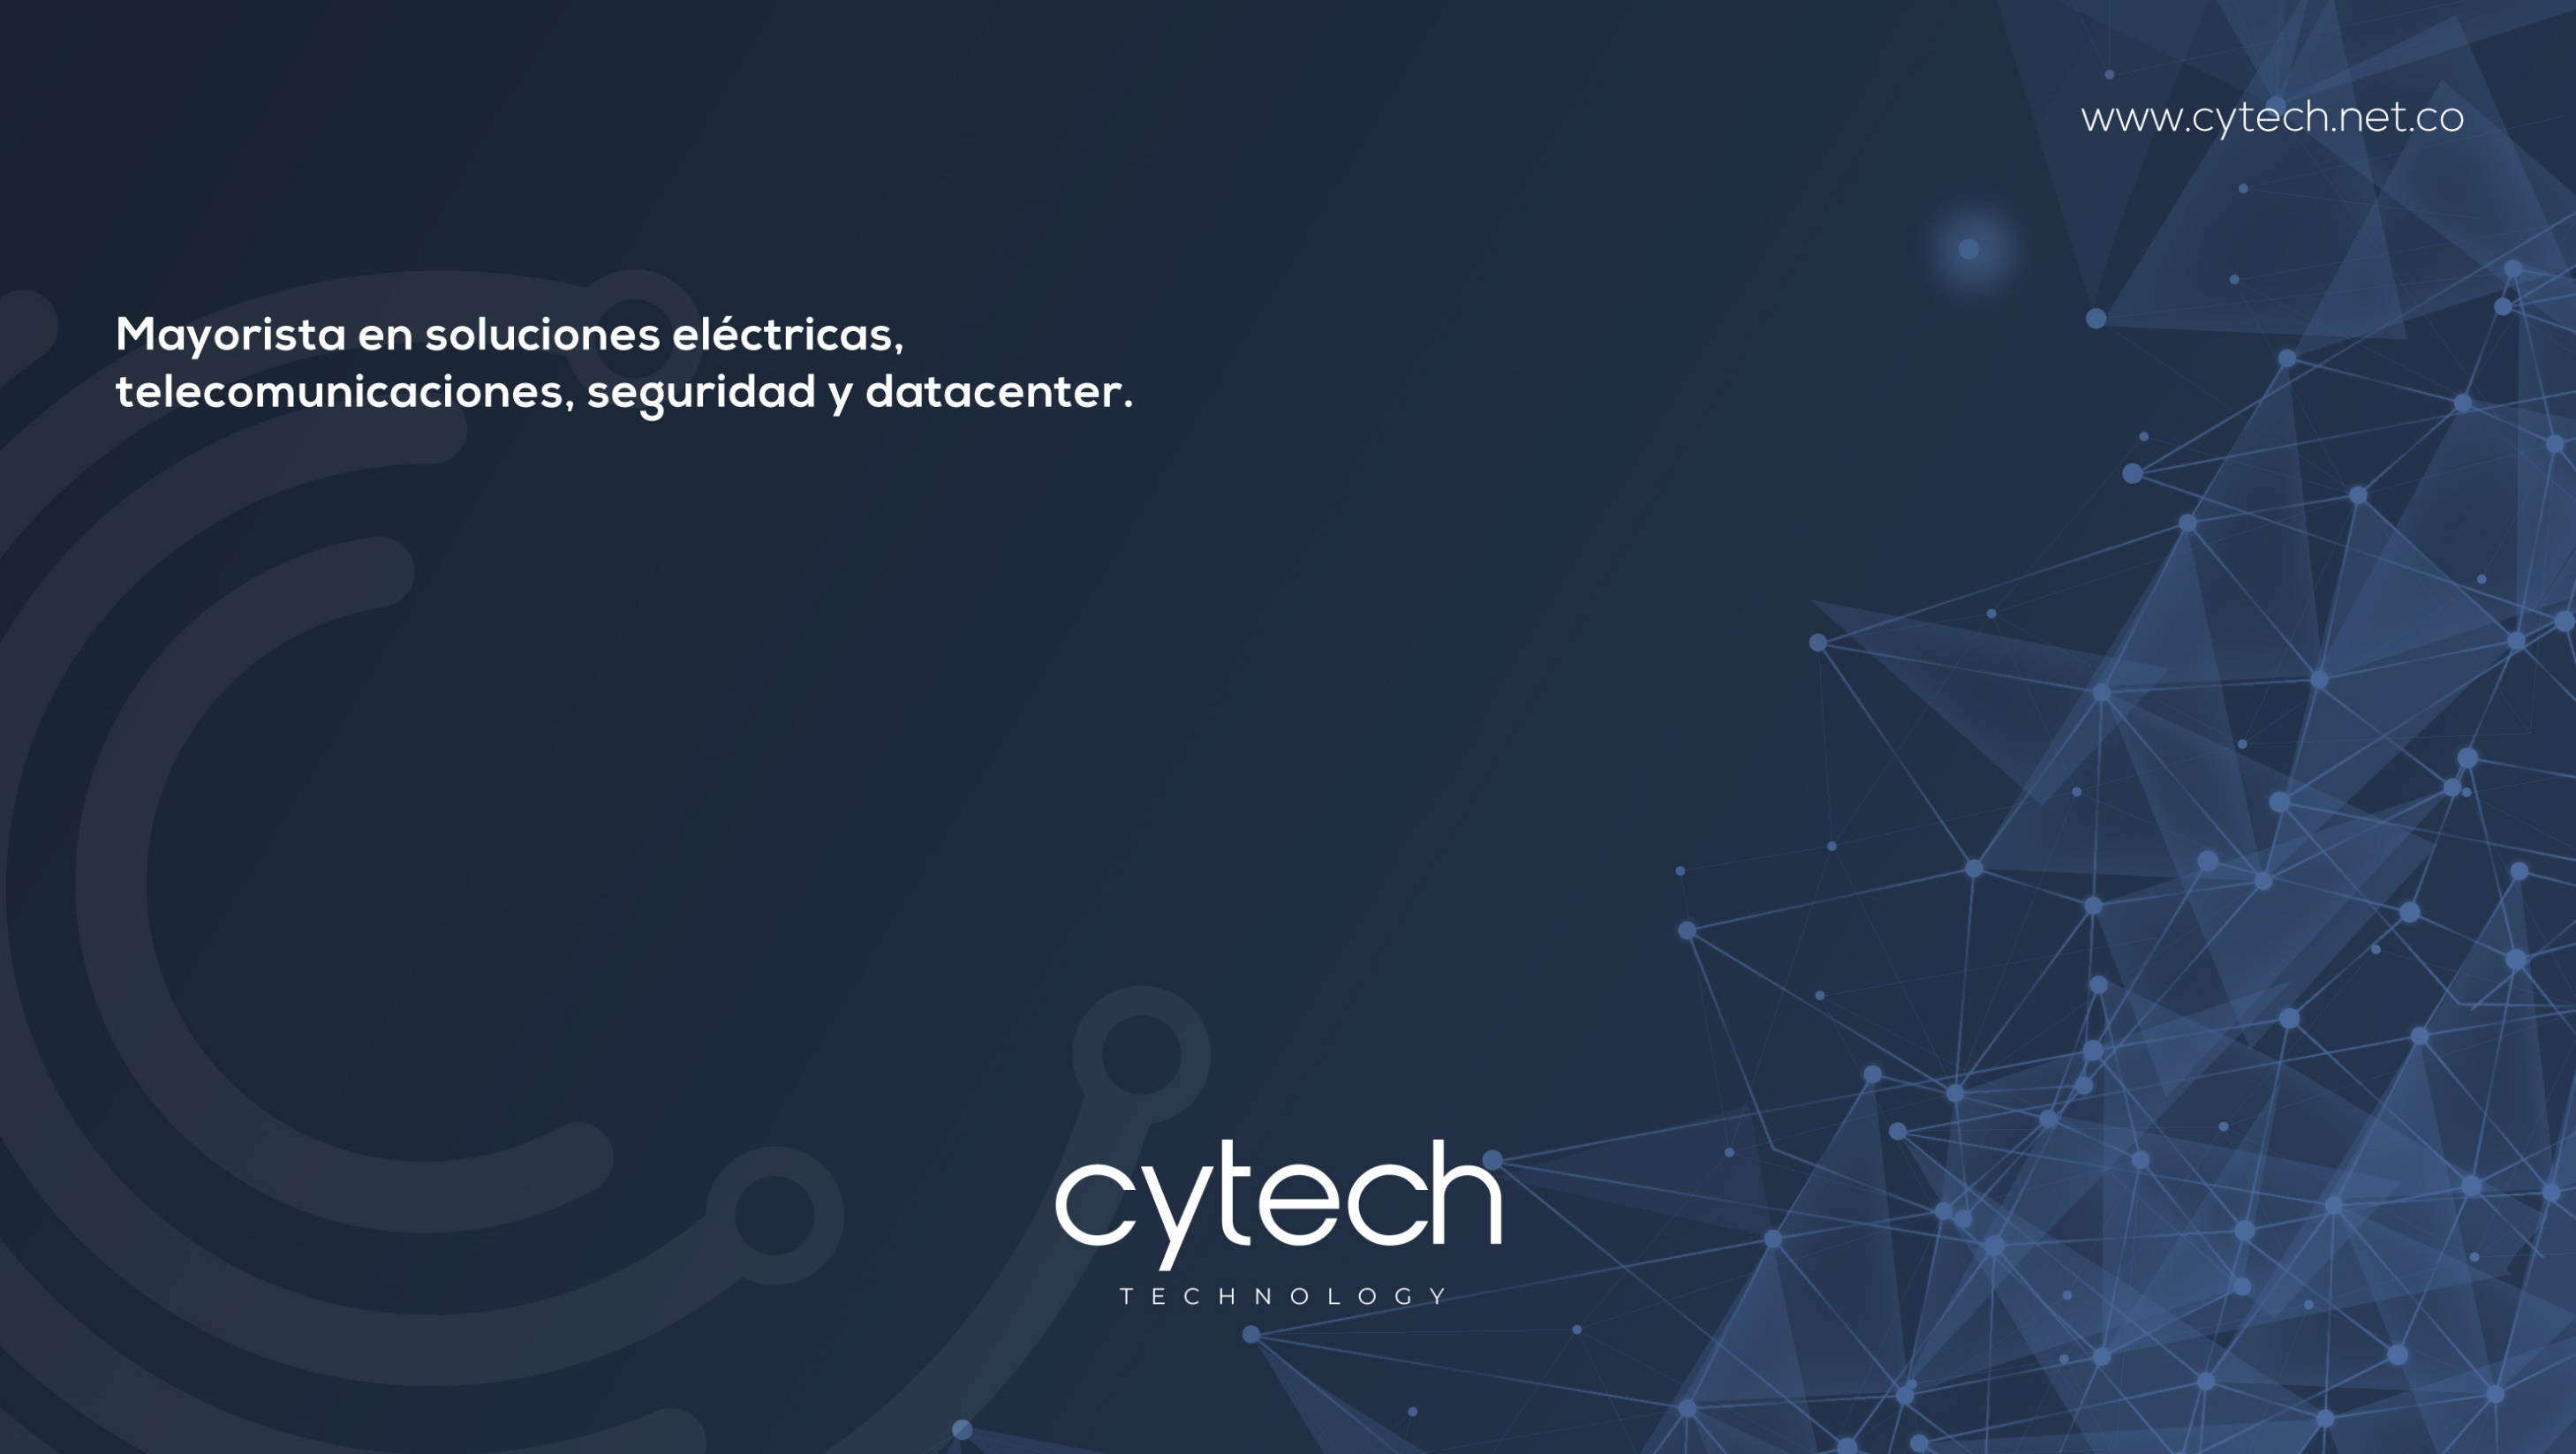 www.cytech.net.co
Mayorista en soluciones eléctricas,
telecomunicaciones, seguridad y datacenter.
cytech
TECHNOLOGY